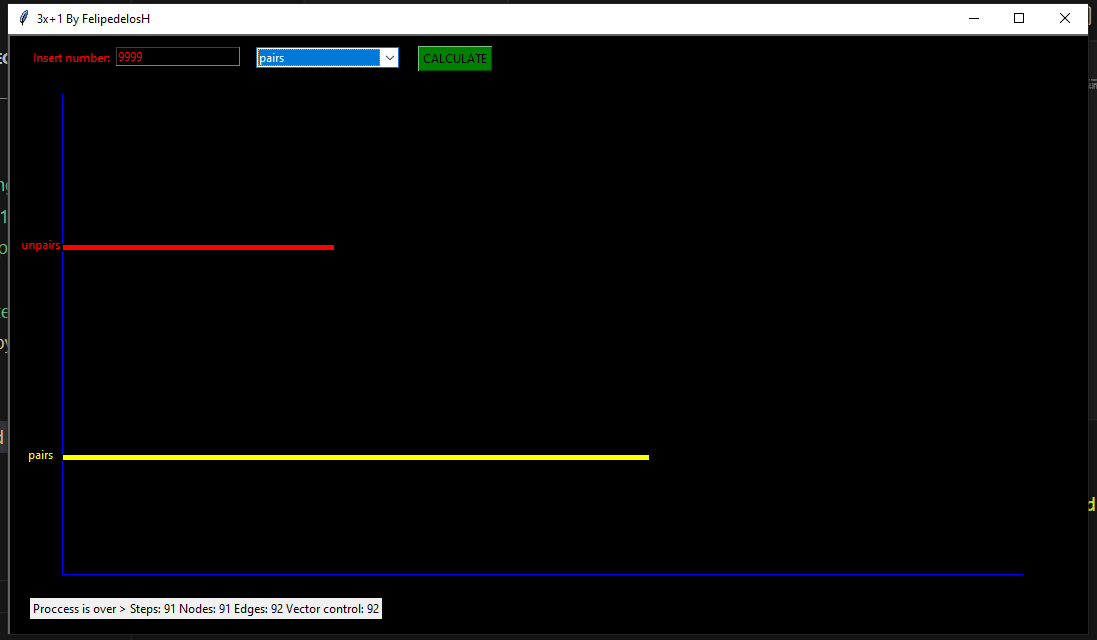 3x+1 By FelipedelosH
Insert number: 9999 pairs CALCULATE
unpairs
pairs
Proccess is over > Steps: 91 Nodes: 91 Edges: 92 Vector control: 92